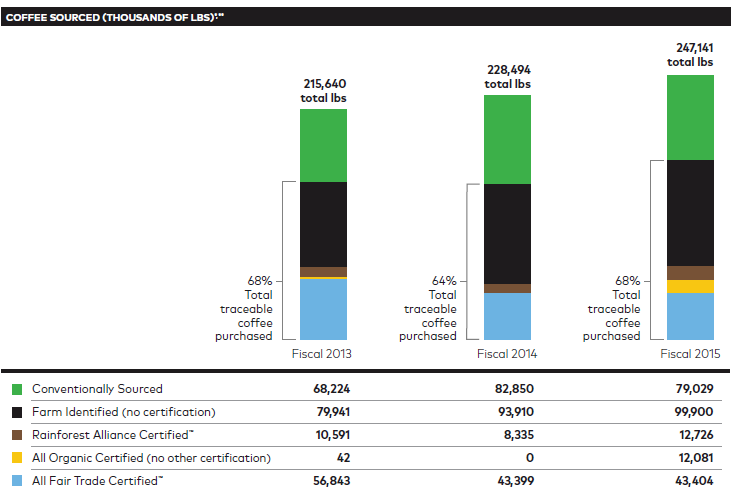 COFFEE SOURCED (THOUSANDS OF LBS)†,**
215,640
total lbs
228,494
total lbs
247,141
total lbs
68%
Total
traceable
coffee
purchased
64%
Total
traceable
coffee
purchased
68%
Total
traceable
coffee
purchased
Fiscal 2013 Fiscal 2014 Fiscal 2015
Conventionally Sourced 68,224 82,850 79,029
Farm Identified (no certification) 79,941 93,910 99,900
Rainforest Alliance Certified™ 10,591 8,335 12,726
All Organic Certified (no other certification) 42 0 12,081
All Fair Trade Certified™ 56,843 43,399 43,404